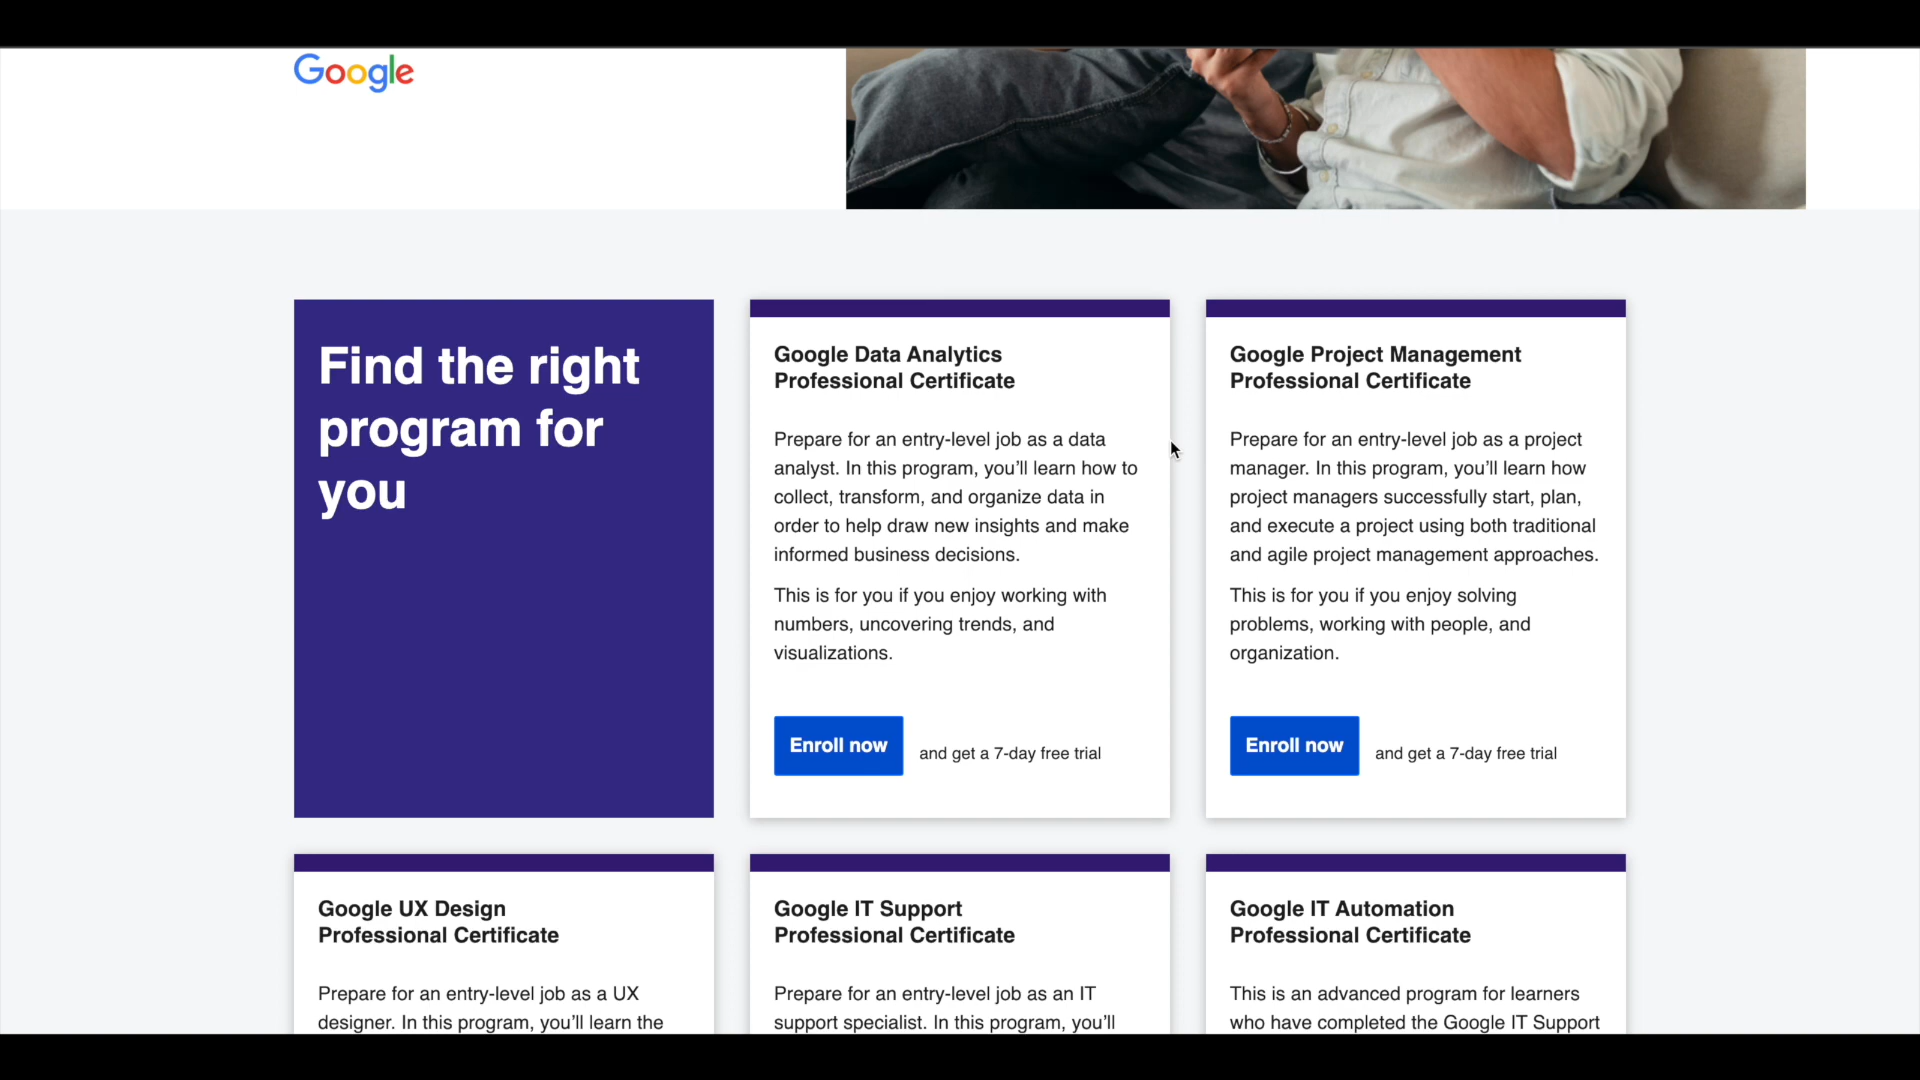 Google
Find the right
program for
you
Google Data Analytics
Professional Certificate
Prepare for an entry-level job as a data
analyst. In this program, you’ll learn how to
collect, transform, and organize data in
order to help draw new insights and make
informed business decisions.
This is for you if you enjoy working with
numbers, uncovering trends, and
visualizations.
Enroll now
and get a 7-day free trial
Google Project Management
Professional Certificate
Prepare for an entry-level job as a project
manager. In this program, you’ll learn how
project managers successfully start, plan,
and execute a project using both traditional
and agile project management approaches.
This is for you if you enjoy solving
problems, working with people, and
organization.
Enroll now
and get a 7-day free trial
Google UX Design
Professional Certificate
Prepare for an entry-level job as a UX
designer. In this program, you’ll learn the
Google IT Support
Professional Certificate
Prepare for an entry-level job as an IT
support specialist. In this program, you’ll
Google IT Automation
Professional Certificate
This is an advanced program for learners
who have completed the Google IT Support